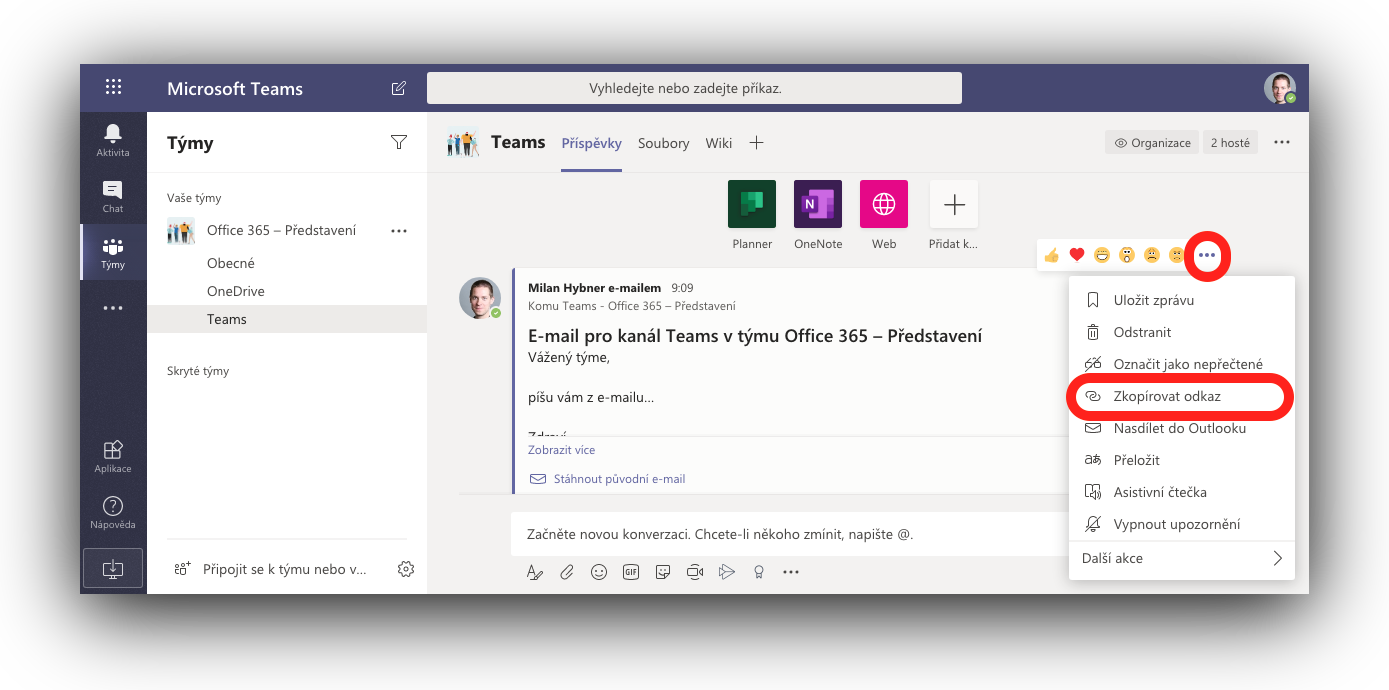 Microsoft Teams
Vyhledejte nebo zadejte příkaz.
Aktivita
Chat
Týmy
Aplikace
Nápověda
Týmy
Vaše týmy
Office 365 – Představení
Obecné
OneDrive
Teams
Skryté týmy
Připojit se k týmu nebo v...
Teams Příspěvky Soubory Wiki
Organizace 2 hosté
Planner OneNote Web Přidat k...
Milan Hybner e-mailem 9:09
Komu Teams - Office 365 – Představení
E-mail pro kanál Teams v týmu Office 365 – Představení
Vážený týme,
píšu vám z e-mailu...
Zdraví
Zobrazit více
Stáhnout původní e-mail
Začněte novou konverzaci. Chcete-li někoho zmínit, napište @.
GIF
Uložit zprávu
Odstranit
Označit jako nepřečtené
Zkopírovat odkaz
Nasdílet do Outlooku
Přeložit
Asistivní čtečka
Vypnout upozornění
Další akce